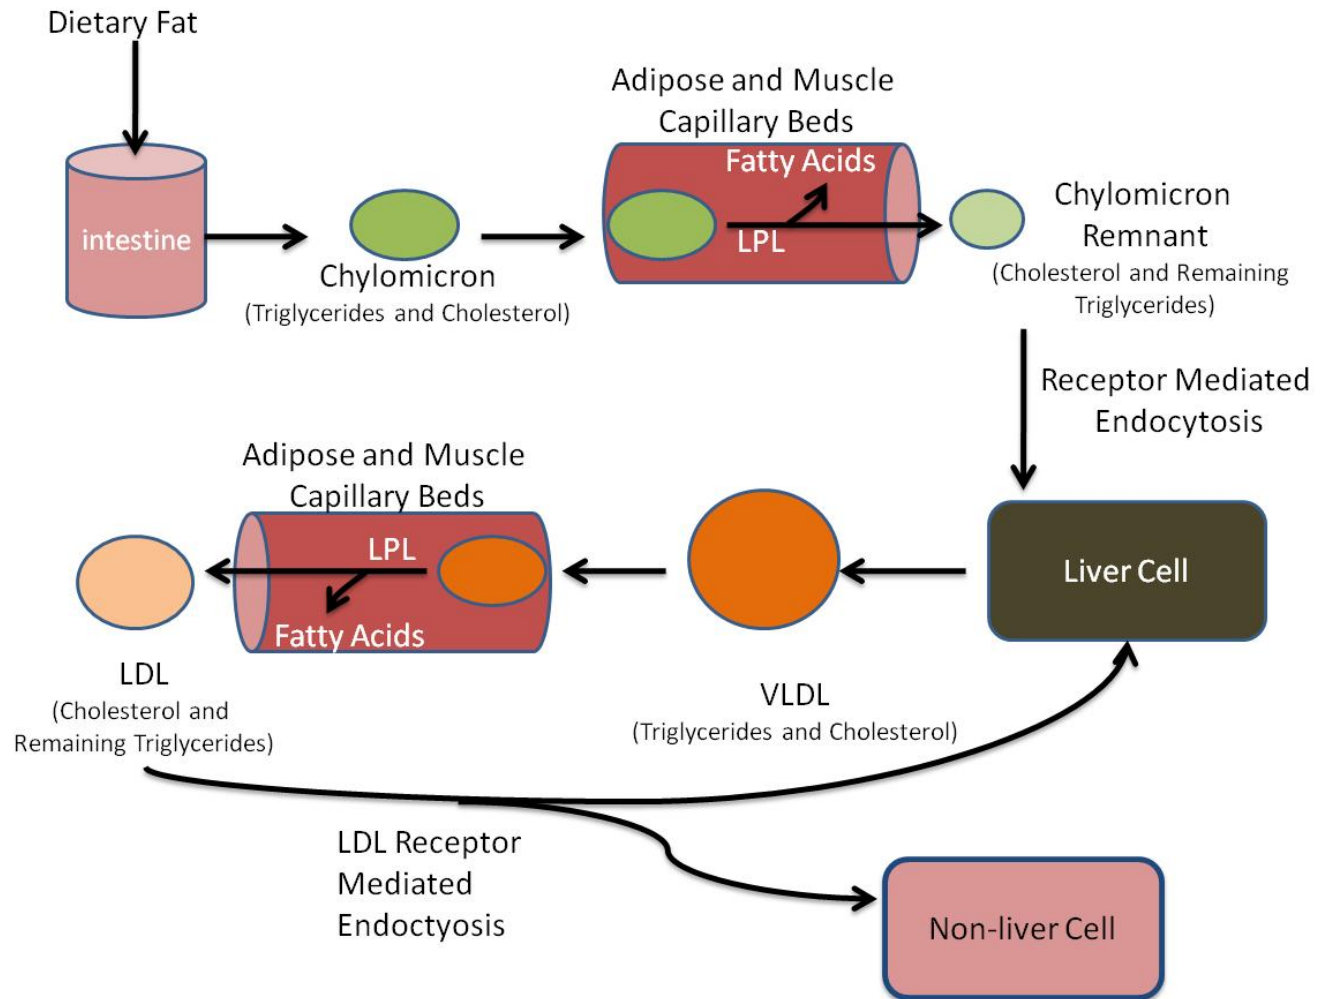 Dietary Fat
intestine
Chylomicron
(Triglycerides and Cholesterol)
Adipose and Muscle
Capillary Beds
Fatty Acids
LPL
Chylomicron
Remnant
(Cholesterol and Remaining
Triglycerides)
Receptor Mediated
Endocytosis
Liver Cell
VLDL
(Triglycerides and Cholesterol)
Adipose and Muscle
Capillary Beds
LPL
Fatty Acids
LDL
(Cholesterol and
Remaining Triglycerides)
LDL Receptor
Mediated
Endoctyosis
Non-liver Cell